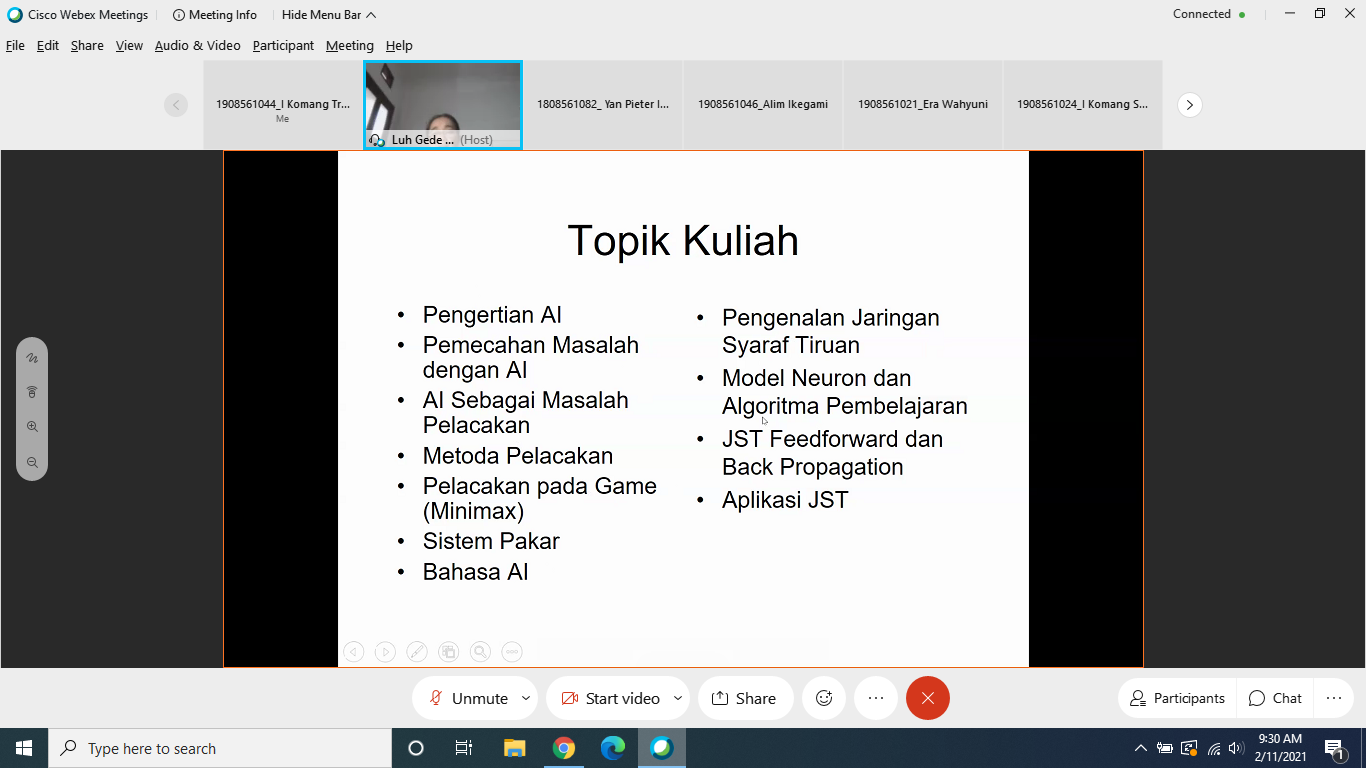 Cisco Webex Meetings
Meeting Info
Hide Menu Bar
Connected
File Edit Share View Audio & Video Participant Meeting Help
1908561044_I Komang Tr...
Me
Luh Gede ... (Host)
1808561082_ Yan Pieter I...
1908561046_Alim Ikegami
1908561021_Era Wahyuni
1908561024_I Komang S...
Topik Kuliah
• Pengertian AI
• Pemecahan Masalah
dengan AI
• AI Sebagai Masalah
Pelacakan
• Metoda Pelacakan
• Pelacakan pada Game
(Minimax)
• Sistem Pakar
• Bahasa AI
• Pengenalan Jaringan
Syaraf Tiruan
• Model Neuron dan
Algoritma Pembelajaran
• JST Feedforward dan
Back Propagation
• Aplikasi JST
Unmute
Start video
Share
Participants
Chat
Type here to search
9:30 AM
2/11/2021
1